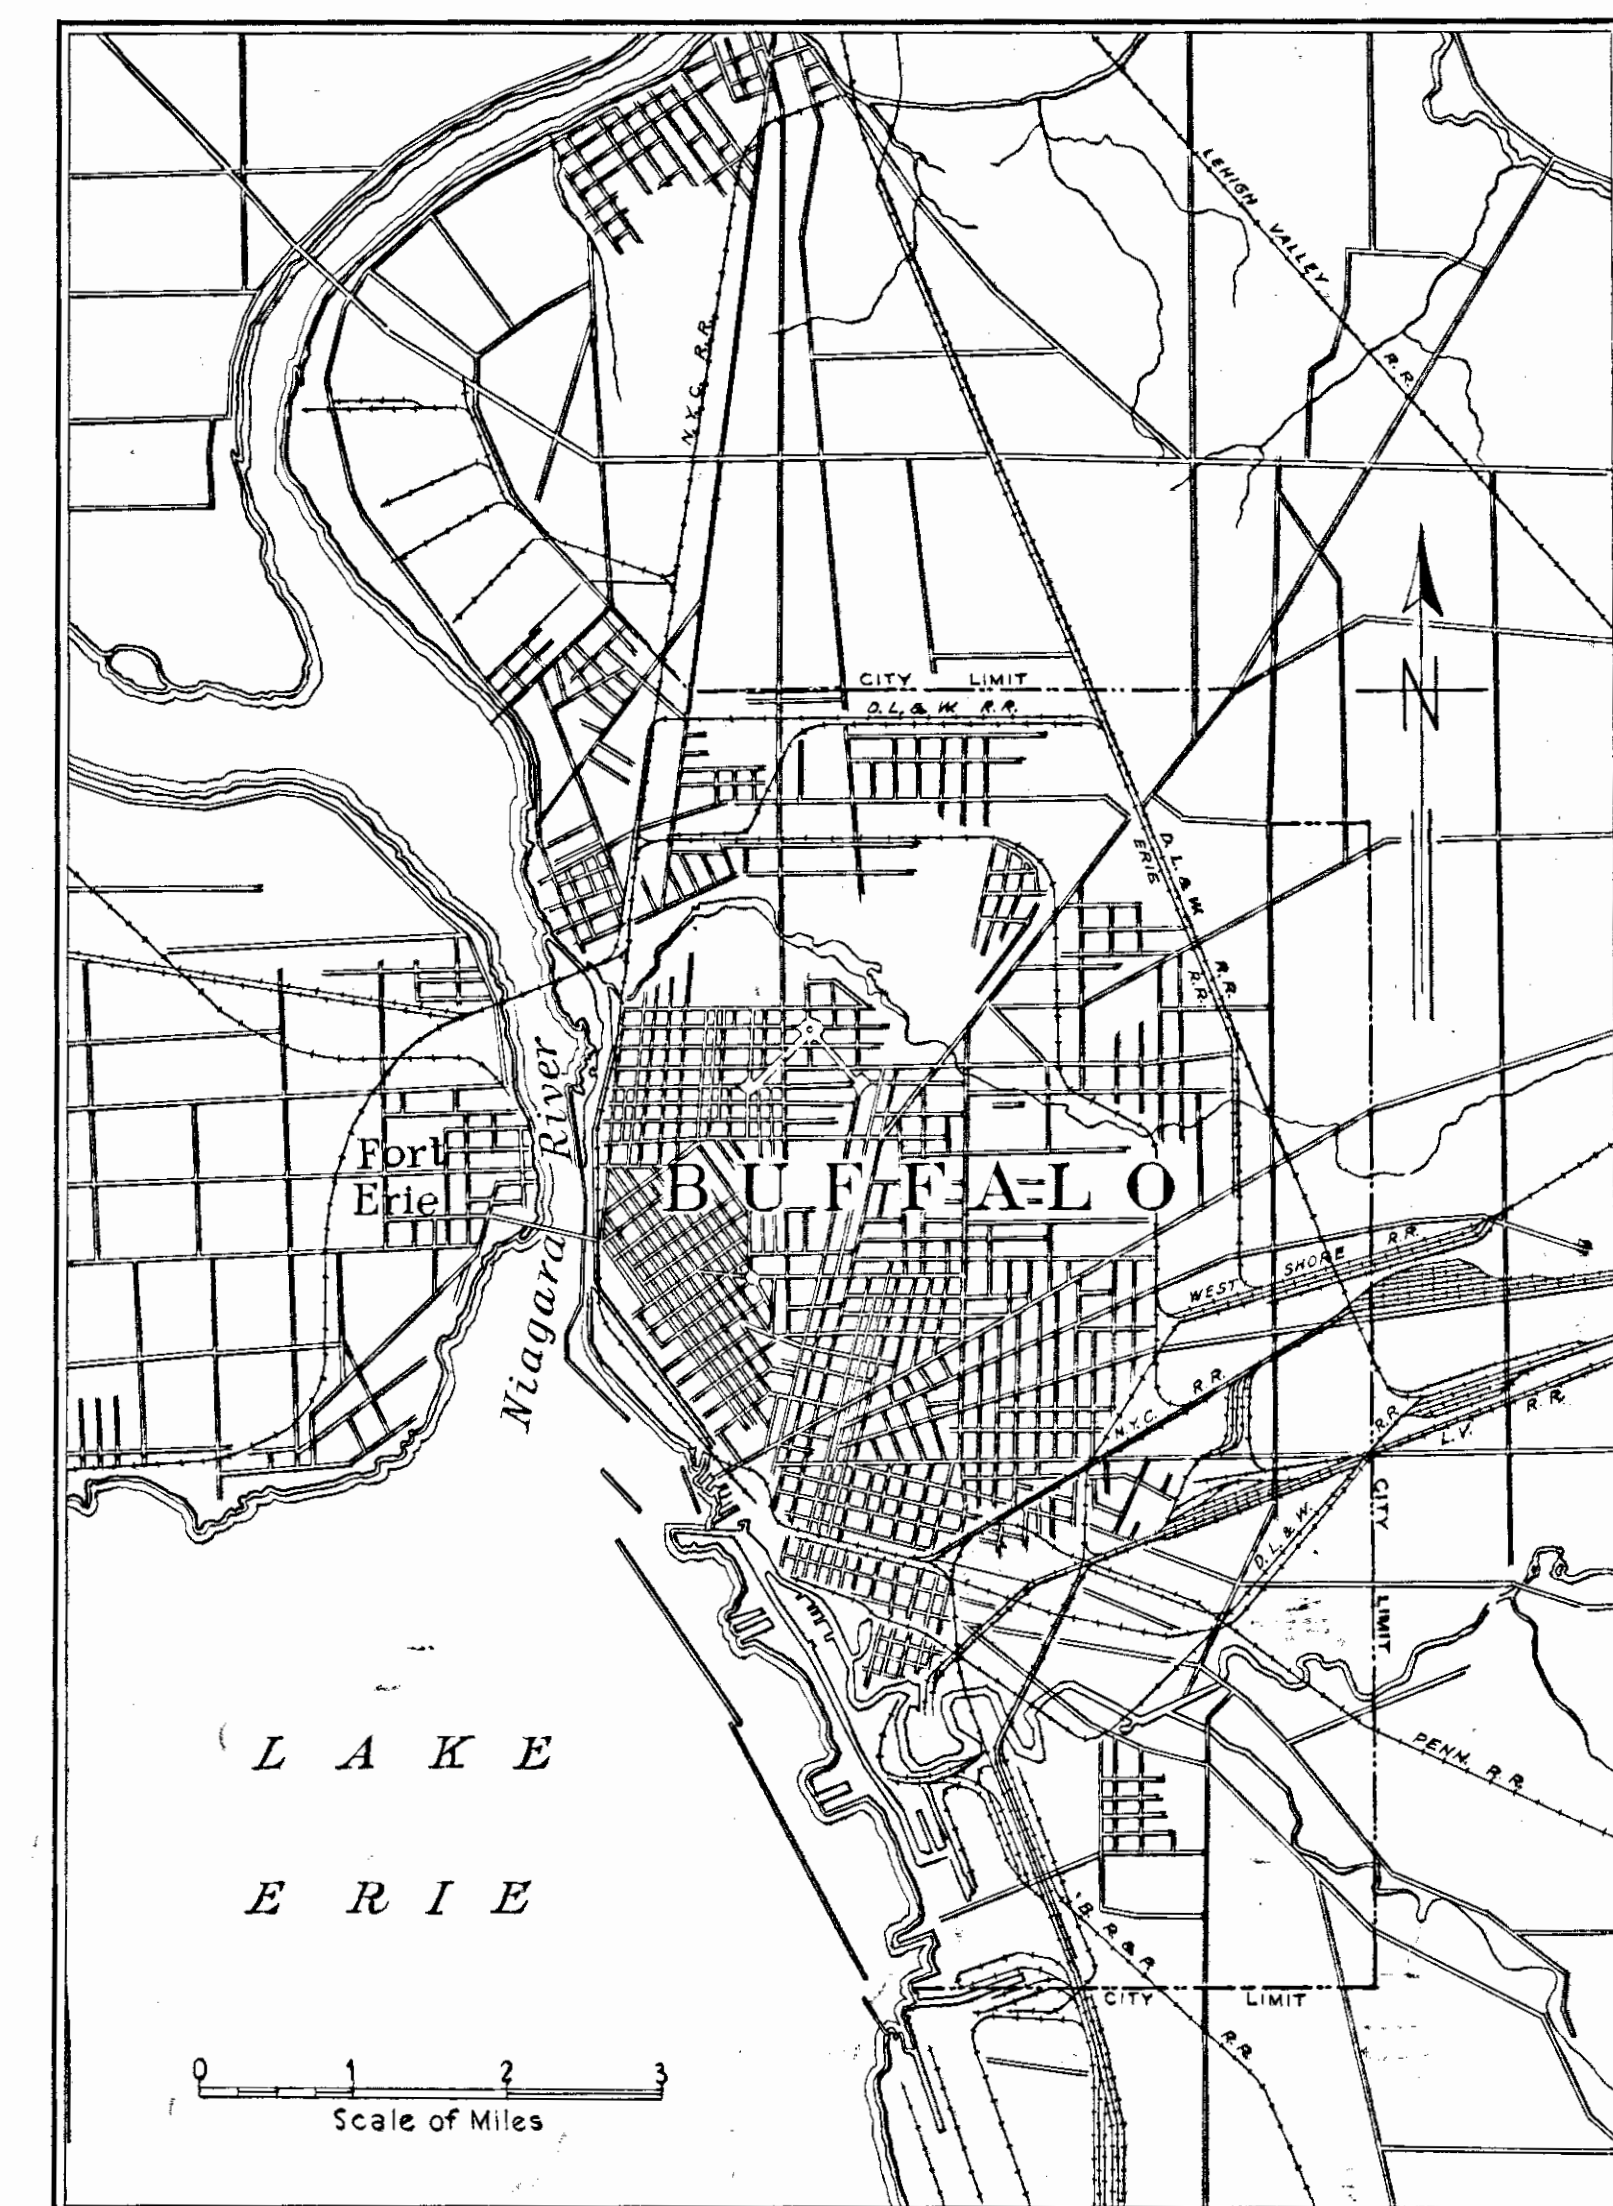 LEHIGH VALLEY R.R.
N.Y.C. R.R.
N
CITY LIMIT
D.L. & W. R.R.
D.L. & W. R.R.
ERIE R.R.
Niagara River
Fort
Erie
BUFFALO
WEST SHORE R.R.
N.Y.C. R.R.
R.R.
L.V. R.R.
D.L. & W.
CITY LIMIT
PENN. R.R.
LAKE
ERIE
B. R & P. R.R.
CITY LIMIT
0 1 2 3
Scale of Miles